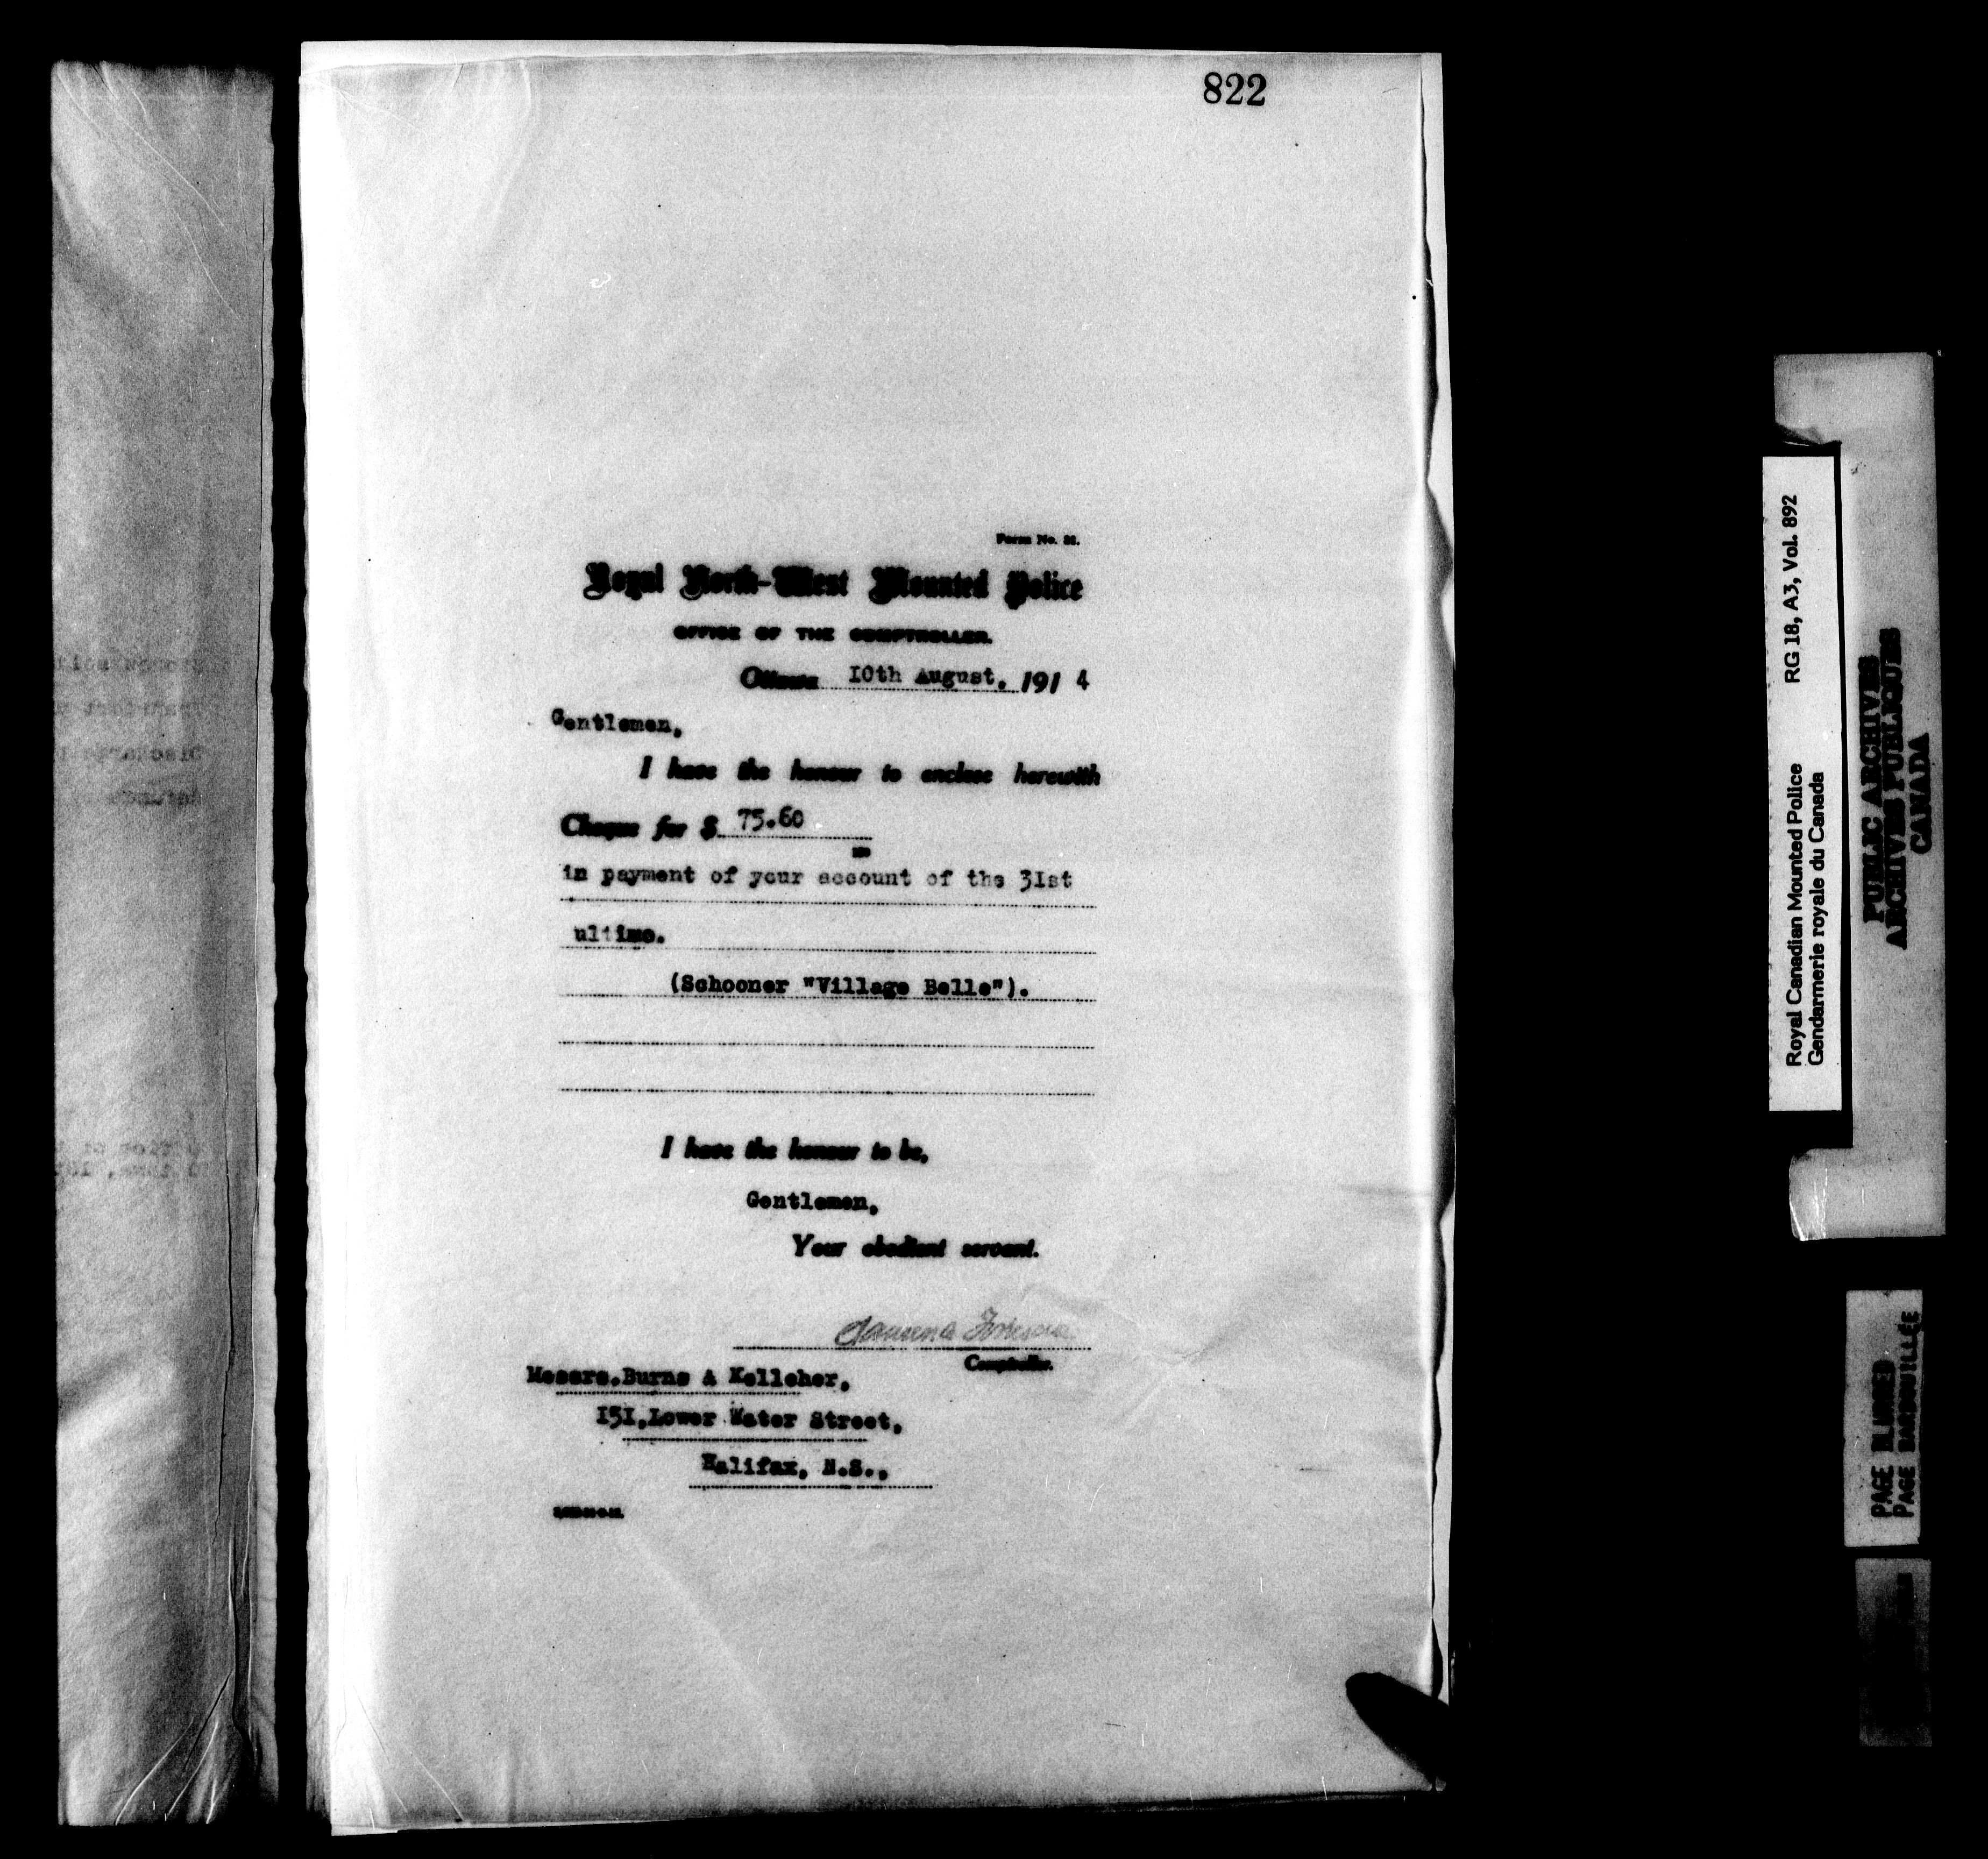 822
Form No.
Royal North-West Mounted Police
OFFICE OF THE COMPTROLLER.
Ottawa 10th August, 1914
Gentlemen,
I have the honour to enclose herewith
Cheque for $ 75.60
in payment of your account of the 31st
ultimo.
(Schooner "Village Belle").
I have the honour to be,
Gentlemen,
Your obedient servant.
Comptroller.
Messrs.Burns & Kelleher,
151,Lower Water Street,
Halifax, N.S.,
Royal Canadian Mounted Police RG 18, A3, Vol. 892
Gendarmerie royale du Canada
PUBLIC ARCHIVES
ARCHIVES PUBLIQUES
CANADA
PAGE BLURRED
PAGE BARBOUILLÉE